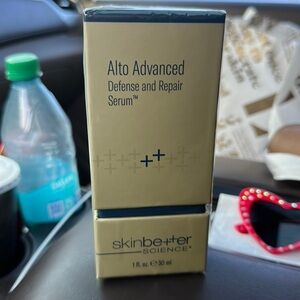 Alto Advanced
Defense and Repair
Serum™
++
skinbetter
SCIENCE®
1 fl. oz. ℮ 30 ml